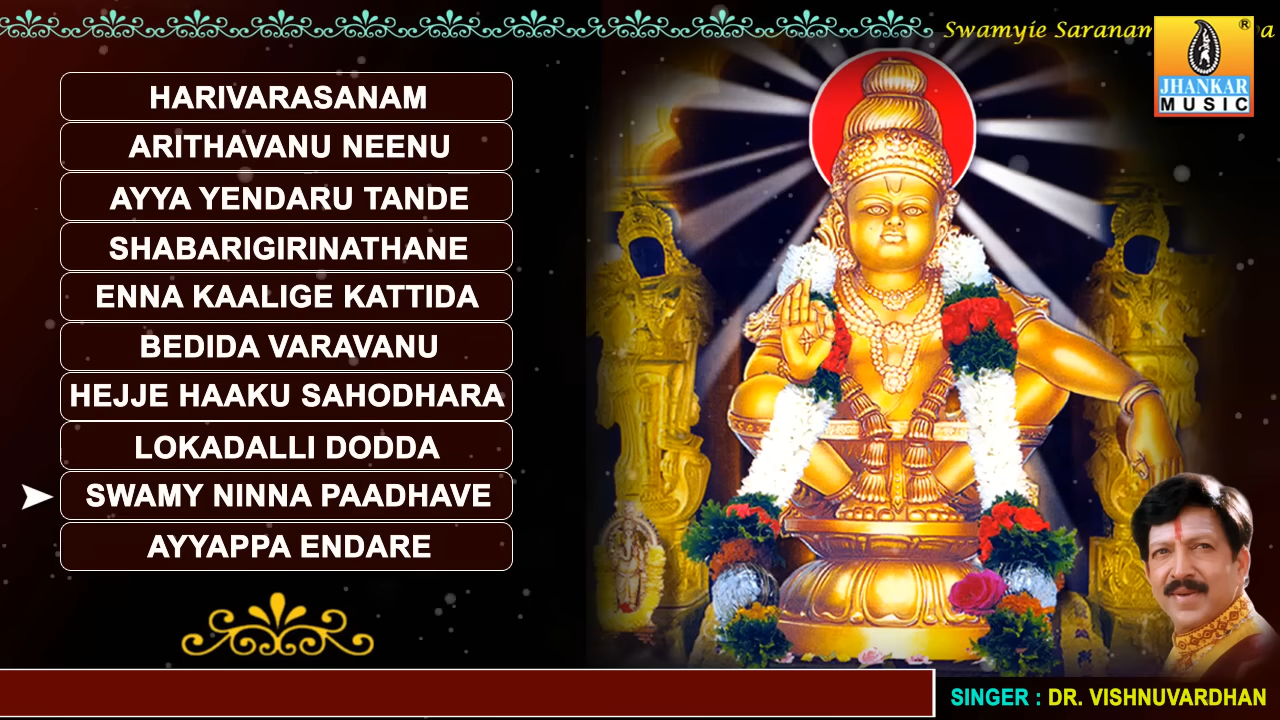 Swamyie Saranam
®
JHANKAR
MUSIC
HARIVARASANAM
ARITHAVANU NEENU
AYYA YENDARU TANDE
SHABARIGIRINATHANE
ENNA KAALIGE KATTIDA
BEDIDA VARAVANU
HEJJE HAAKU SAHODHARA
LOKADALLI DODDA
SWAMY NINNA PAADHAVE
AYYAPPA ENDARE
SINGER : DR. VISHNUVARDHAN